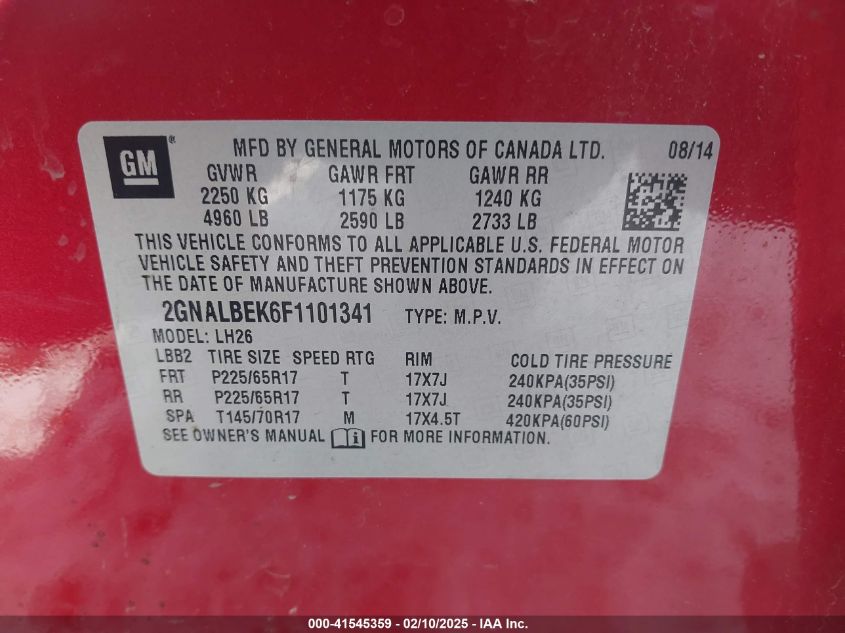 GM ® MFD BY GENERAL MOTORS OF CANADA LTD. 08/14
GVWR GAWR FRT GAWR RR
2250 KG 1175 KG 1240 KG
4960 LB 2590 LB 2733 LB
THIS VEHICLE CONFORMS TO ALL APPLICABLE U.S. FEDERAL MOTOR
VEHICLE SAFETY AND THEFT PREVENTION STANDARDS IN EFFECT ON
THE DATE OF MANUFACTURE SHOWN ABOVE.
2GNALBEK6F1101341 TYPE: M.P.V.
MODEL: LH26
LBB2 TIRE SIZE SPEED RTG RIM COLD TIRE PRESSURE
FRT P225/65R17 T 17X7J 240KPA(35PSI)
RR P225/65R17 T 17X7J 240KPA(35PSI)
SPA T145/70R17 M 17X4.5T 420KPA(60PSI)
SEE OWNER'S MANUAL i FOR MORE INFORMATION.
000-41545359 - 02/10/2025 - IAA Inc.